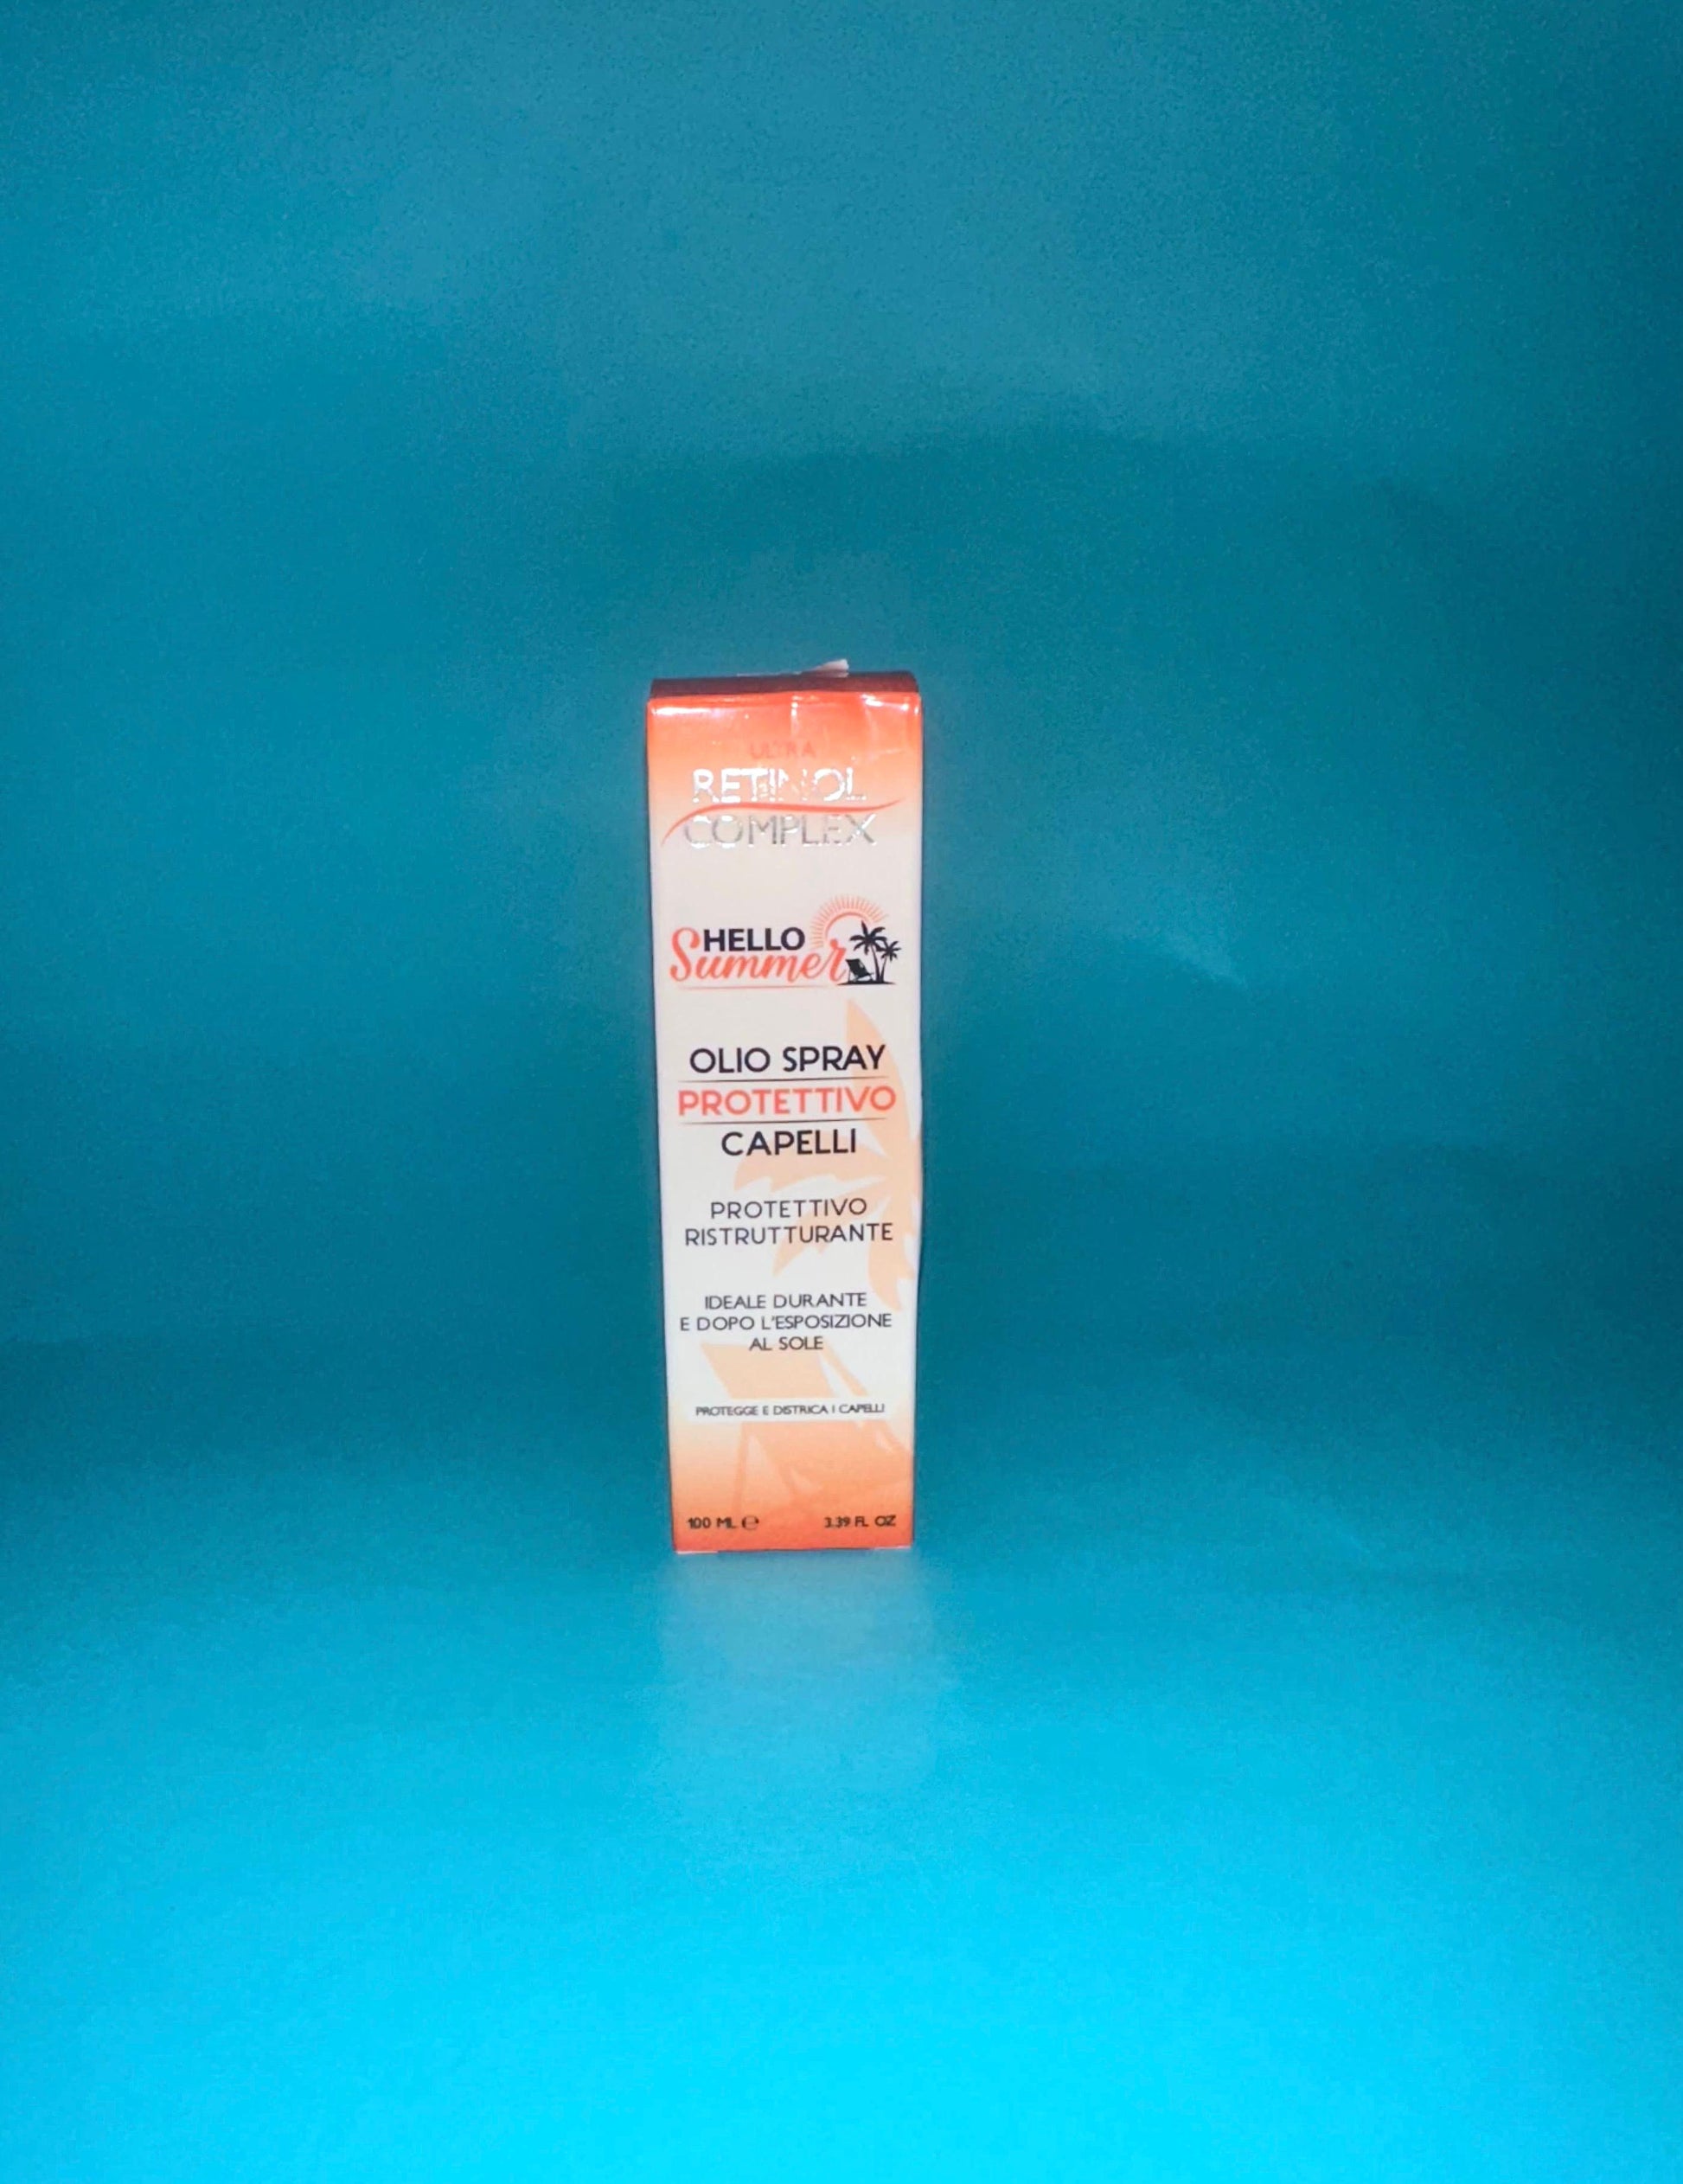 ULTRA
RETINOL
COMPLEX
HELLO
Summer
OLIO SPRAY
PROTETTIVO
CAPELLI
PROTETTIVO
RISTRUTTURANTE
IDEALE DURANTE
E DOPO L'ESPOSIZIONE
AL SOLE
PROTEGGE E DISTRICA I CAPELLI
100 ML ℮ 3.39 FL OZ